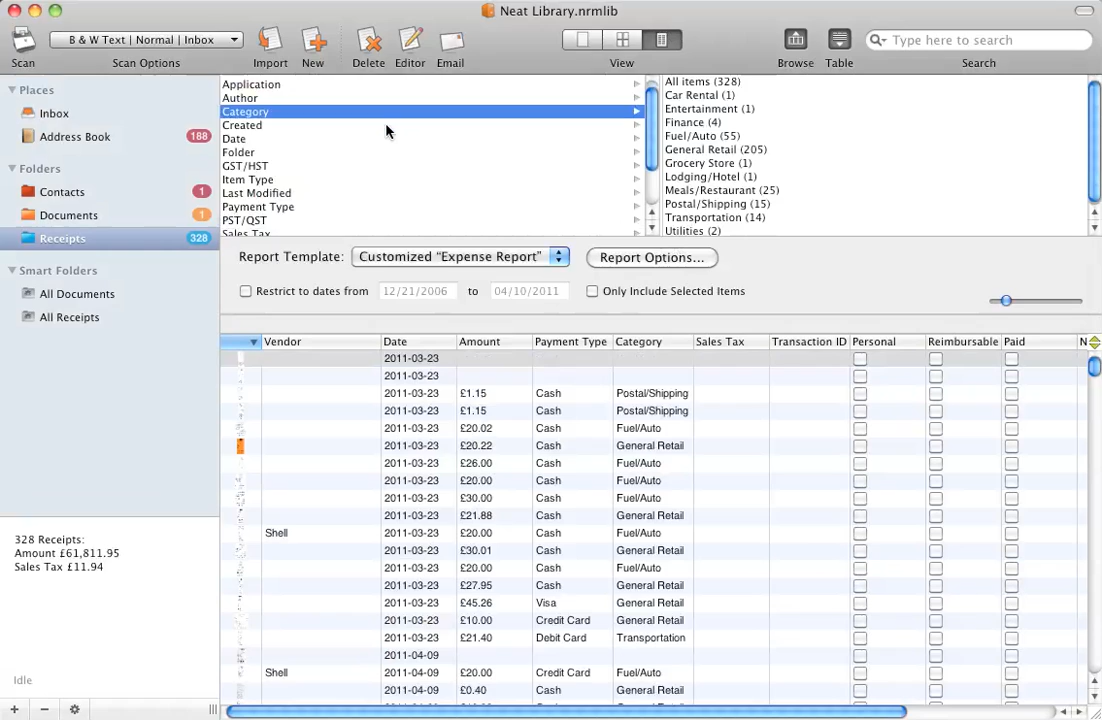 Neat Library.nrmlib
B & W Text | Normal | Inbox
Type here to search
Scan Scan Options Import New Delete Editor Email View Browse Table Search
Places
Inbox
Address Book 188
Folders
Contacts 1
Documents 1
Receipts 328
Smart Folders
All Documents
All Receipts
328 Receipts:
Amount £61,811.95
Sales Tax £11.94
Idle
Application
Author
Category
Created
Date
Folder
GST/HST
Item Type
Last Modified
Payment Type
PST/QST
Sales Tax
All items (328)
Car Rental (1)
Entertainment (1)
Finance (4)
Fuel/Auto (55)
General Retail (205)
Grocery Store (1)
Lodging/Hotel (1)
Meals/Restaurant (25)
Postal/Shipping (15)
Transportation (14)
Utilities (2)
Report Template: Customized “Expense Report” Report Options...
Restrict to dates from 12/21/2006 to 04/10/2011 Only Include Selected Items
Vendor Date Amount Payment Type Category Sales Tax Transaction ID Personal Reimbursable Paid N
2011-03-23
2011-03-23
2011-03-23 £1.15 Cash Postal/Shipping
2011-03-23 £1.15 Cash Postal/Shipping
2011-03-23 £20.02 Cash Fuel/Auto
2011-03-23 £20.22 Cash General Retail
2011-03-23 £26.00 Cash Fuel/Auto
2011-03-23 £20.00 Cash Fuel/Auto
2011-03-23 £30.00 Cash Fuel/Auto
2011-03-23 £21.88 Cash General Retail
Shell 2011-03-23 £20.00 Cash Fuel/Auto
2011-03-23 £30.01 Cash General Retail
2011-03-23 £20.00 Cash Fuel/Auto
2011-03-23 £27.95 Cash General Retail
2011-03-23 £45.26 Visa General Retail
2011-03-23 £10.00 Credit Card General Retail
2011-03-23 £21.40 Debit Card Transportation
2011-04-09
Shell 2011-04-09 £20.00 Credit Card Fuel/Auto
2011-04-09 £0.40 Cash General Retail